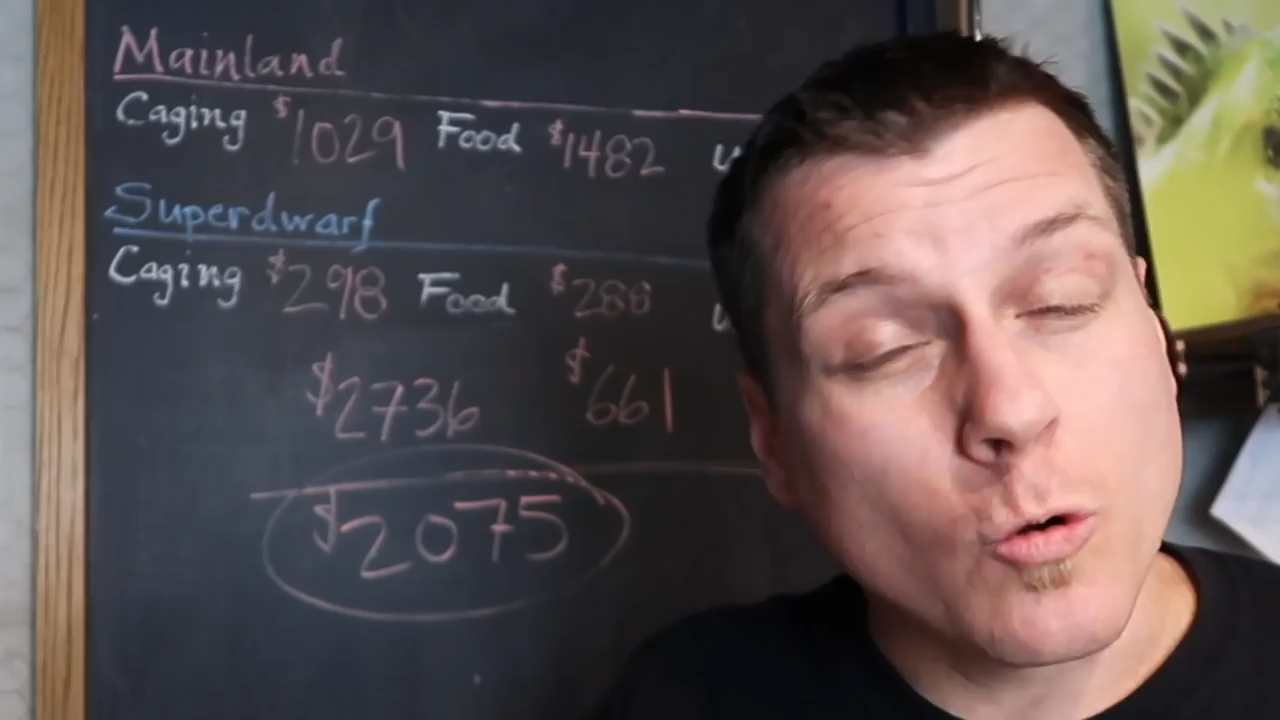 Mainland
Caging $1029 Food $1482
Superdwarf
Caging $298 Food $288
$2736 $661
$2075